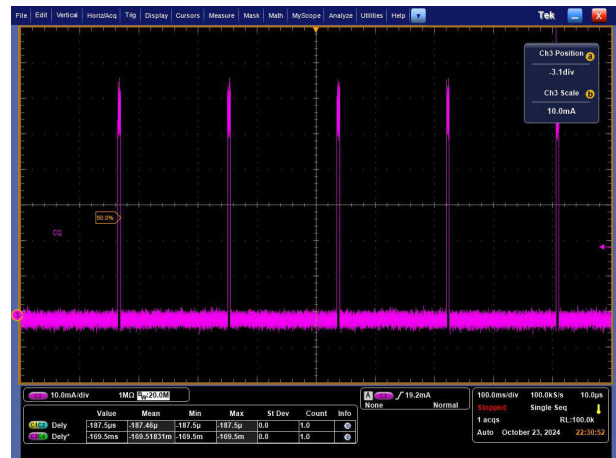 File Edit Vertical Horiz/Acq Trig Display Cursors Measure Mask Math MyScope Analyze Utilities Help Tek X
Ch3 Position a
-3.1div
Ch3 Scale b
10.0mA
50.0%
C3 10.0mA/div 1MΩ BW:20.0M
A C3 19.2mA
None Normal
100.0ms/div 100.0kS/s 10.0µs
Stopped Single Seq
1 acqs RL:100.0k
Auto October 23, 2024 22:30:52
Value Mean Min Max St Dev Count Info
Dely -187.5µs -187.46µ -187.5µ -187.5µ 0.0 1.0
Dely* -169.5ms -169.51831m -169.5m -169.5m 0.0 1.0